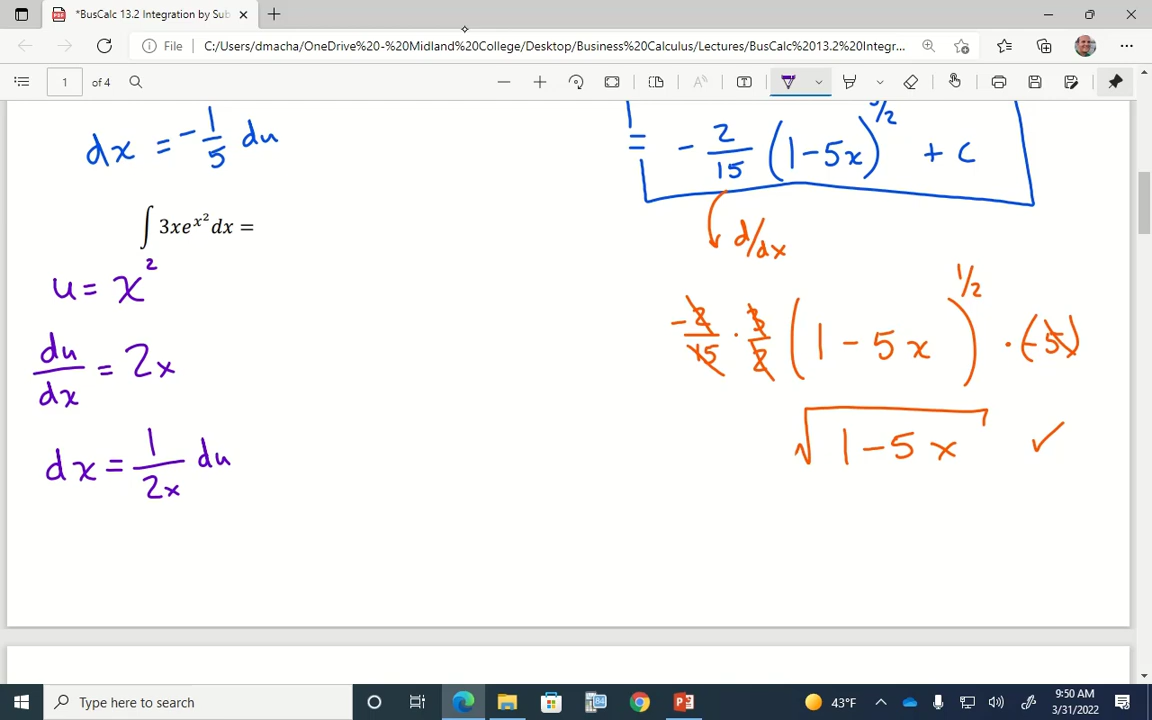 *BusCalc 13.2 Integration by Sub
File C:/Users/dmacha/OneDrive%20-%20Midland%20College/Desktop/Business%20Calculus/Lectures/BusCalc%2013.2%20Integr...
1 of 4
dx = -1/5 du
= - 2/15 (1-5x)^3/2 + c
d/dx
∫ 3xe^{x^2} dx =
u = x^2
-2/15 · 3/2 (1-5x)^1/2 · (-5)
du/dx = 2x
√1-5x ✓
dx = 1/2x du
Type here to search
43°F
9:50 AM
3/31/2022